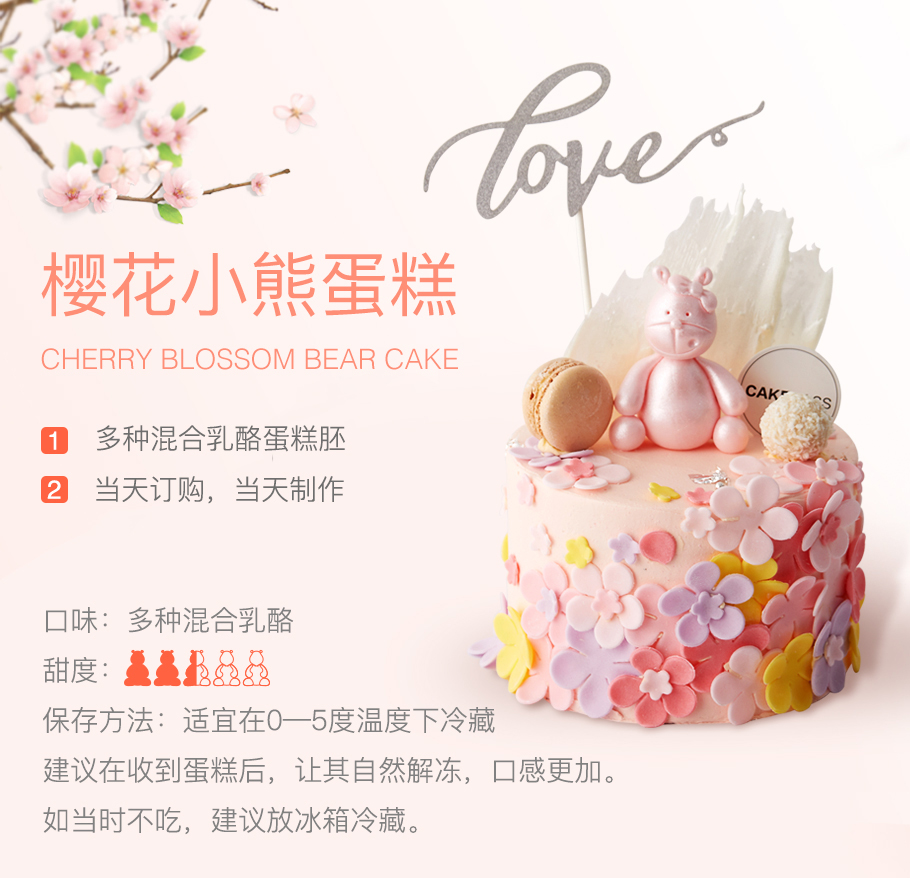 love
樱花小熊蛋糕
CHERRY BLOSSOM BEAR CAKE
1 多种混合乳酪蛋糕胚
2 当天订购，当天制作
口味：多种混合乳酪
甜度：
保存方法：适宜在0—5度温度下冷藏
建议在收到蛋糕后，让其自然解冻，口感更加。
如当时不吃，建议放冰箱冷藏。